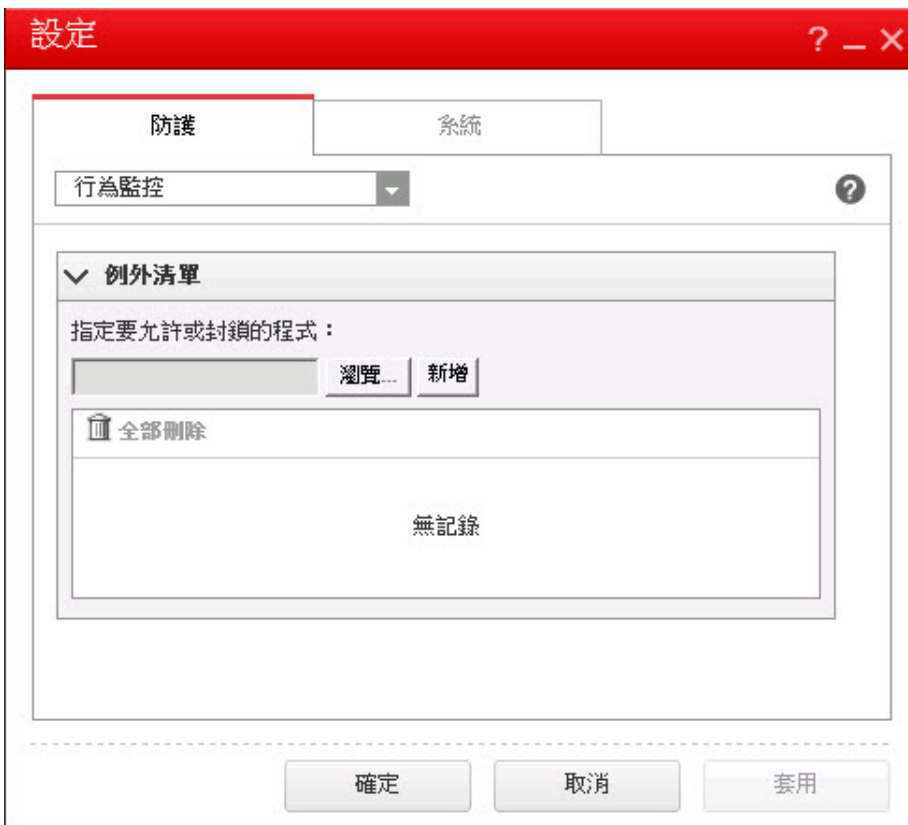 設定
防護
系統
行為監控
例外清單
指定要允許或封鎖的程式：
瀏覽... 新增
全部刪除
無記錄
確定 取消 套用